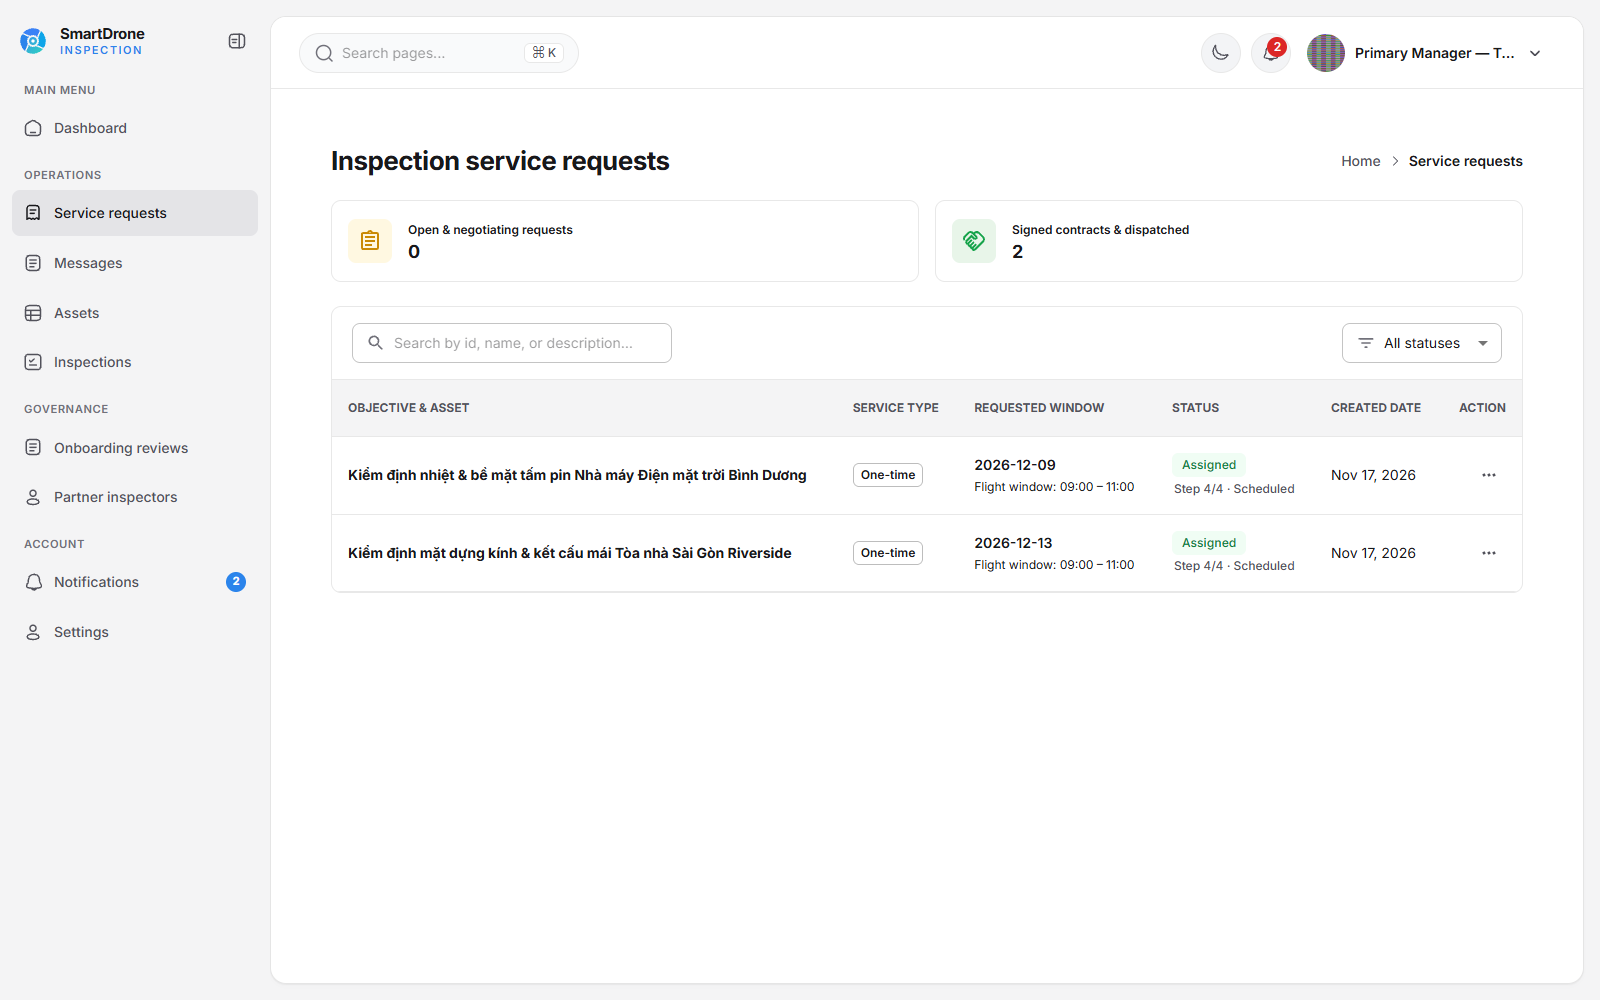 SmartDrone
INSPECTION
MAIN MENU
Dashboard
OPERATIONS
Service requests
Messages
Assets
Inspections
GOVERNANCE
Onboarding reviews
Partner inspectors
ACCOUNT
Notifications 2
Settings
Search pages... ⌘ K
2
Primary Manager — T...
Inspection service requests
Home > Service requests
Open & negotiating requests
0
Signed contracts & dispatched
2
Search by id, name, or description...
All statuses
OBJECTIVE & ASSET SERVICE TYPE REQUESTED WINDOW STATUS CREATED DATE ACTION
Kiểm định nhiệt & bề mặt tấm pin Nhà máy Điện mặt trời Bình Dương One-time 2026-12-09 Assigned Nov 17, 2026
Flight window: 09:00 – 11:00 Step 4/4 · Scheduled
Kiểm định mặt dựng kính & kết cấu mái Tòa nhà Sài Gòn Riverside One-time 2026-12-13 Assigned Nov 17, 2026
Flight window: 09:00 – 11:00 Step 4/4 · Scheduled